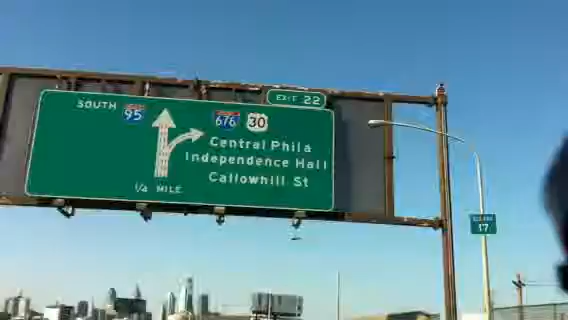 EXIT 22
SOUTH 95 676 30
Central Phila
Independence Hall
Callowhill St
1/4 MILE
17